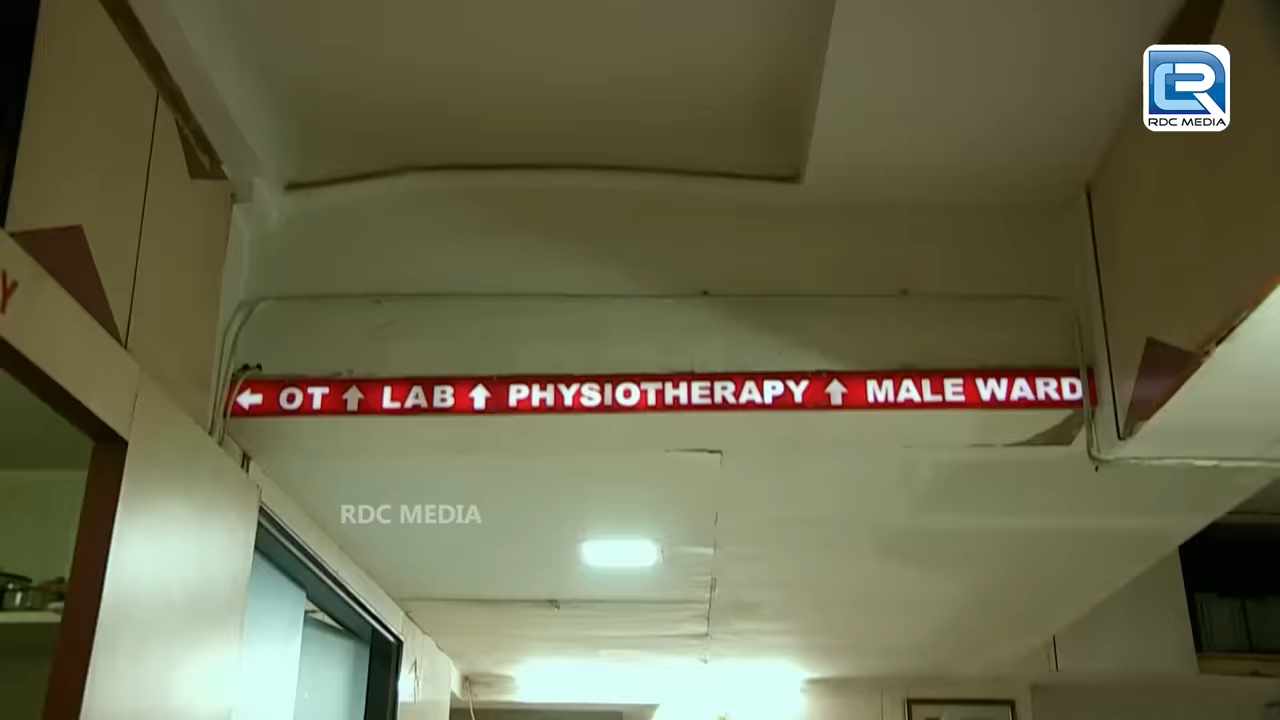 RDC MEDIA
← OT ↑ LAB ↑ PHYSIOTHERAPY ↑ MALE WARD
RDC MEDIA